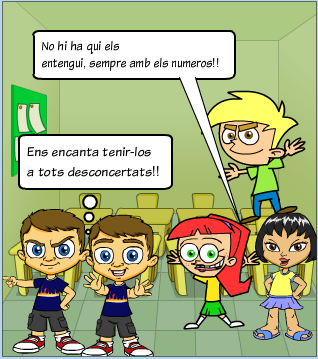 No hi ha qui els
entengui, sempre amb els numeros!!
Ens encanta tenir-los
a tots desconcertats!!